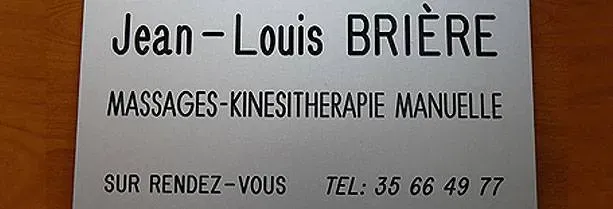 Jean-Louis BRIÈRE
MASSAGES-KINESITHERAPIE MANUELLE
SUR RENDEZ-VOUS TEL: 35 66 49 77